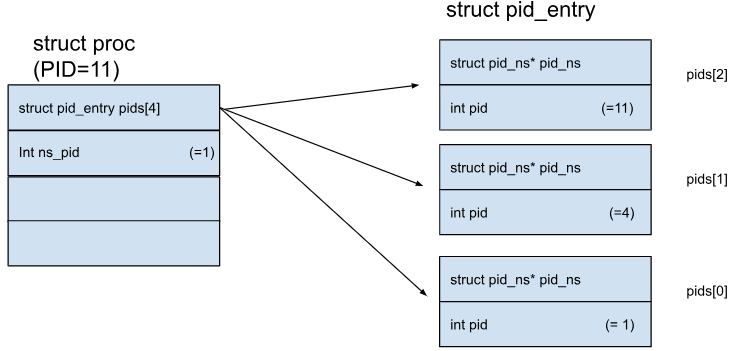 struct pid_entry
struct proc
(PID=11)
struct pid_entry pids[4]
Int ns_pid (=1)
struct pid_ns* pid_ns
int pid (=11)
pids[2]
struct pid_ns* pid_ns
int pid (=4)
pids[1]
struct pid_ns* pid_ns
int pid (= 1)
pids[0]